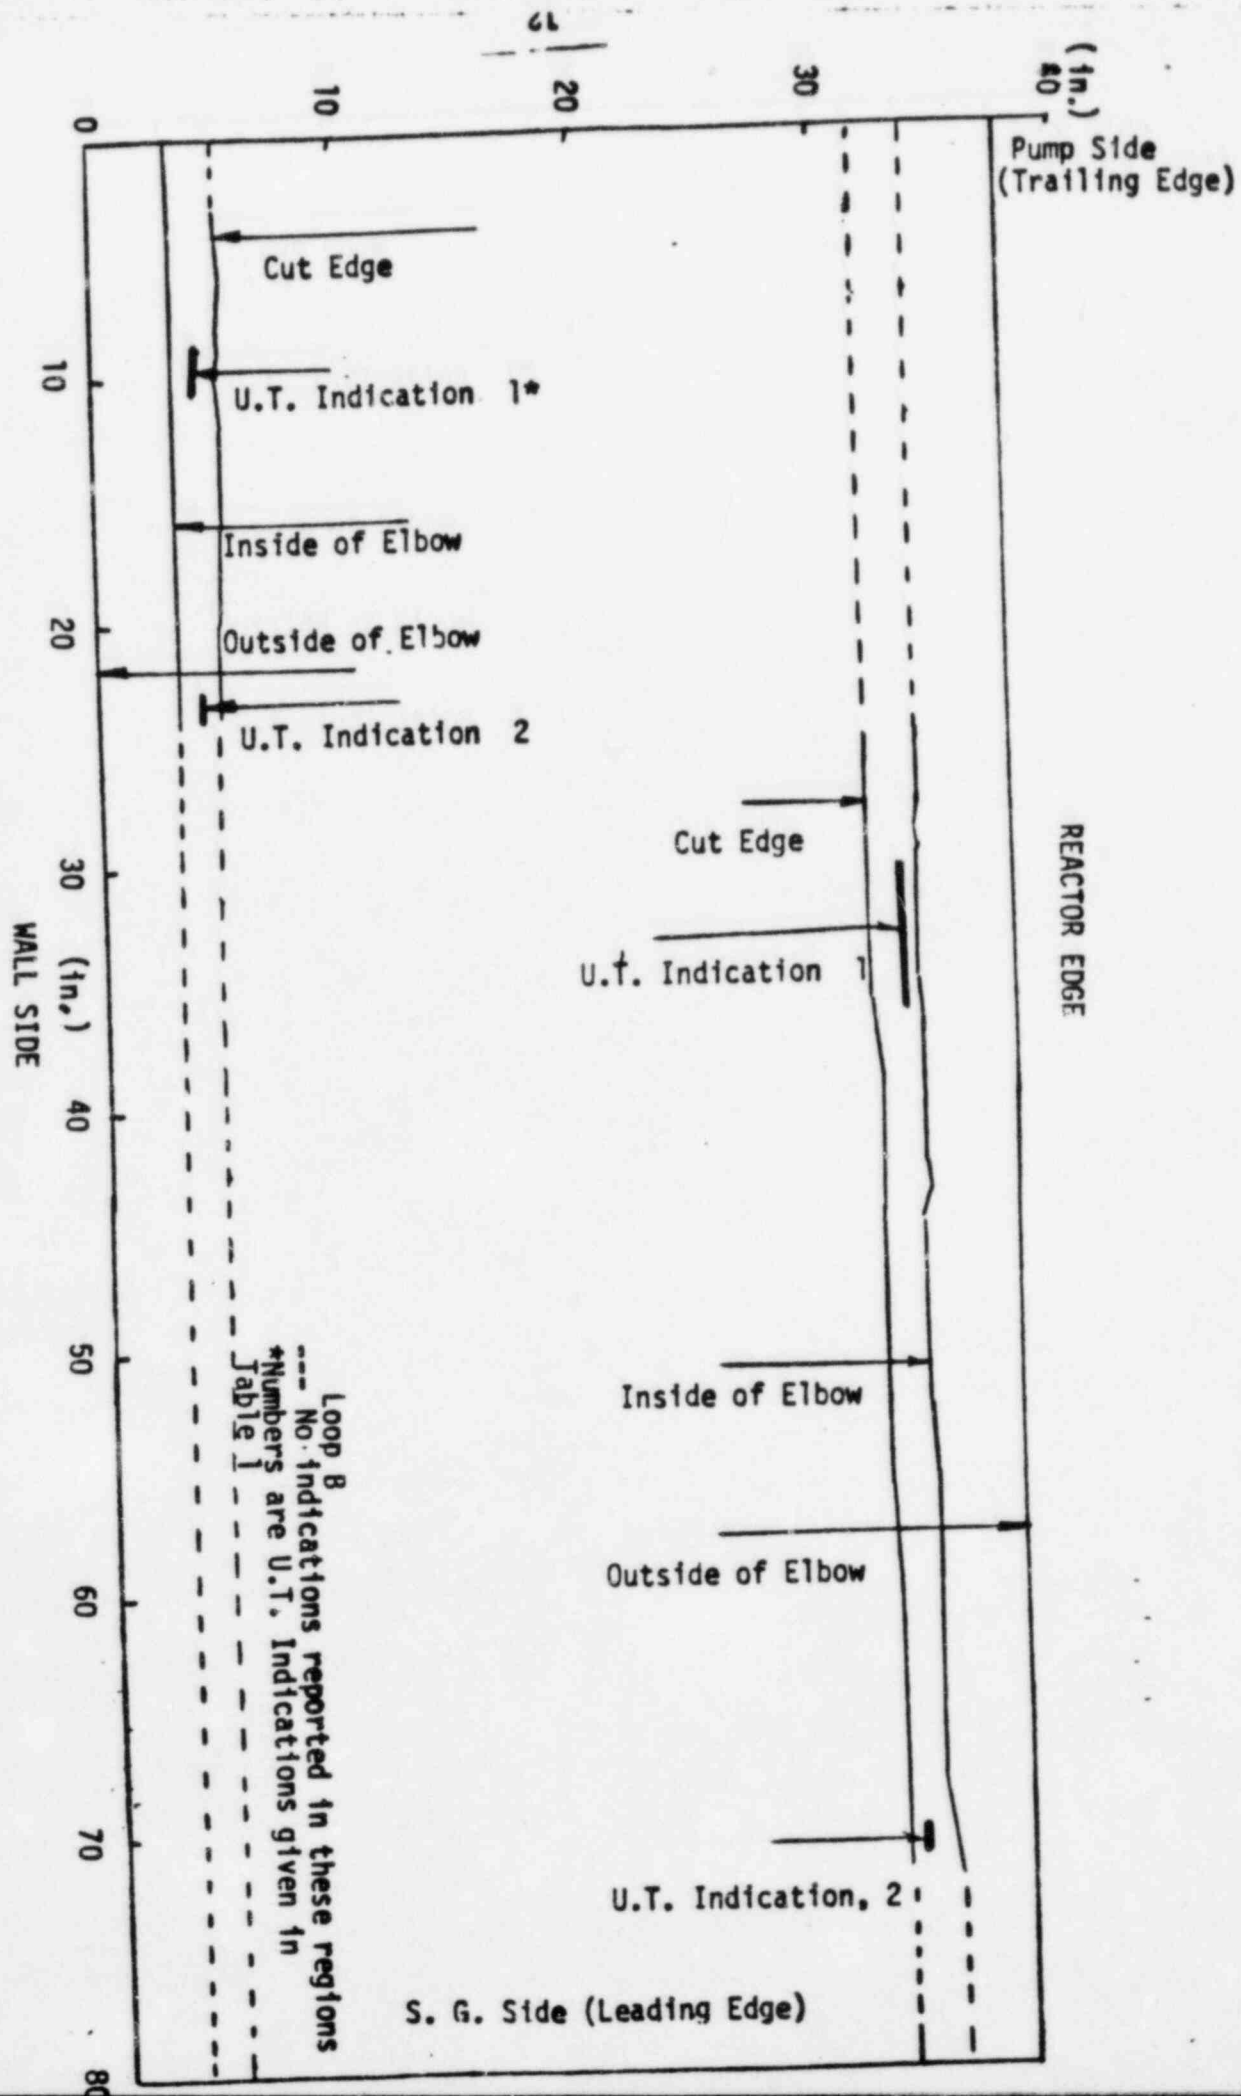 12
0
10
20
30
40
(in.)
Pump Side
(Trailing Edge)
Cut Edge
10
U.T. Indication 1*
Inside of Elbow
20
Outside of Elbow
U.T. Indication 2
Cut Edge
30
(in.)
WALL SIDE
REACTOR EDGE
U.T. Indication 1
40
50
Inside of Elbow
Outside of Elbow
60
Loop B
--- No indications reported in these regions
*Numbers are U.T. Indications given in
Table 1
70
U.T. Indication, 2
S. G. Side (Leading Edge)
80